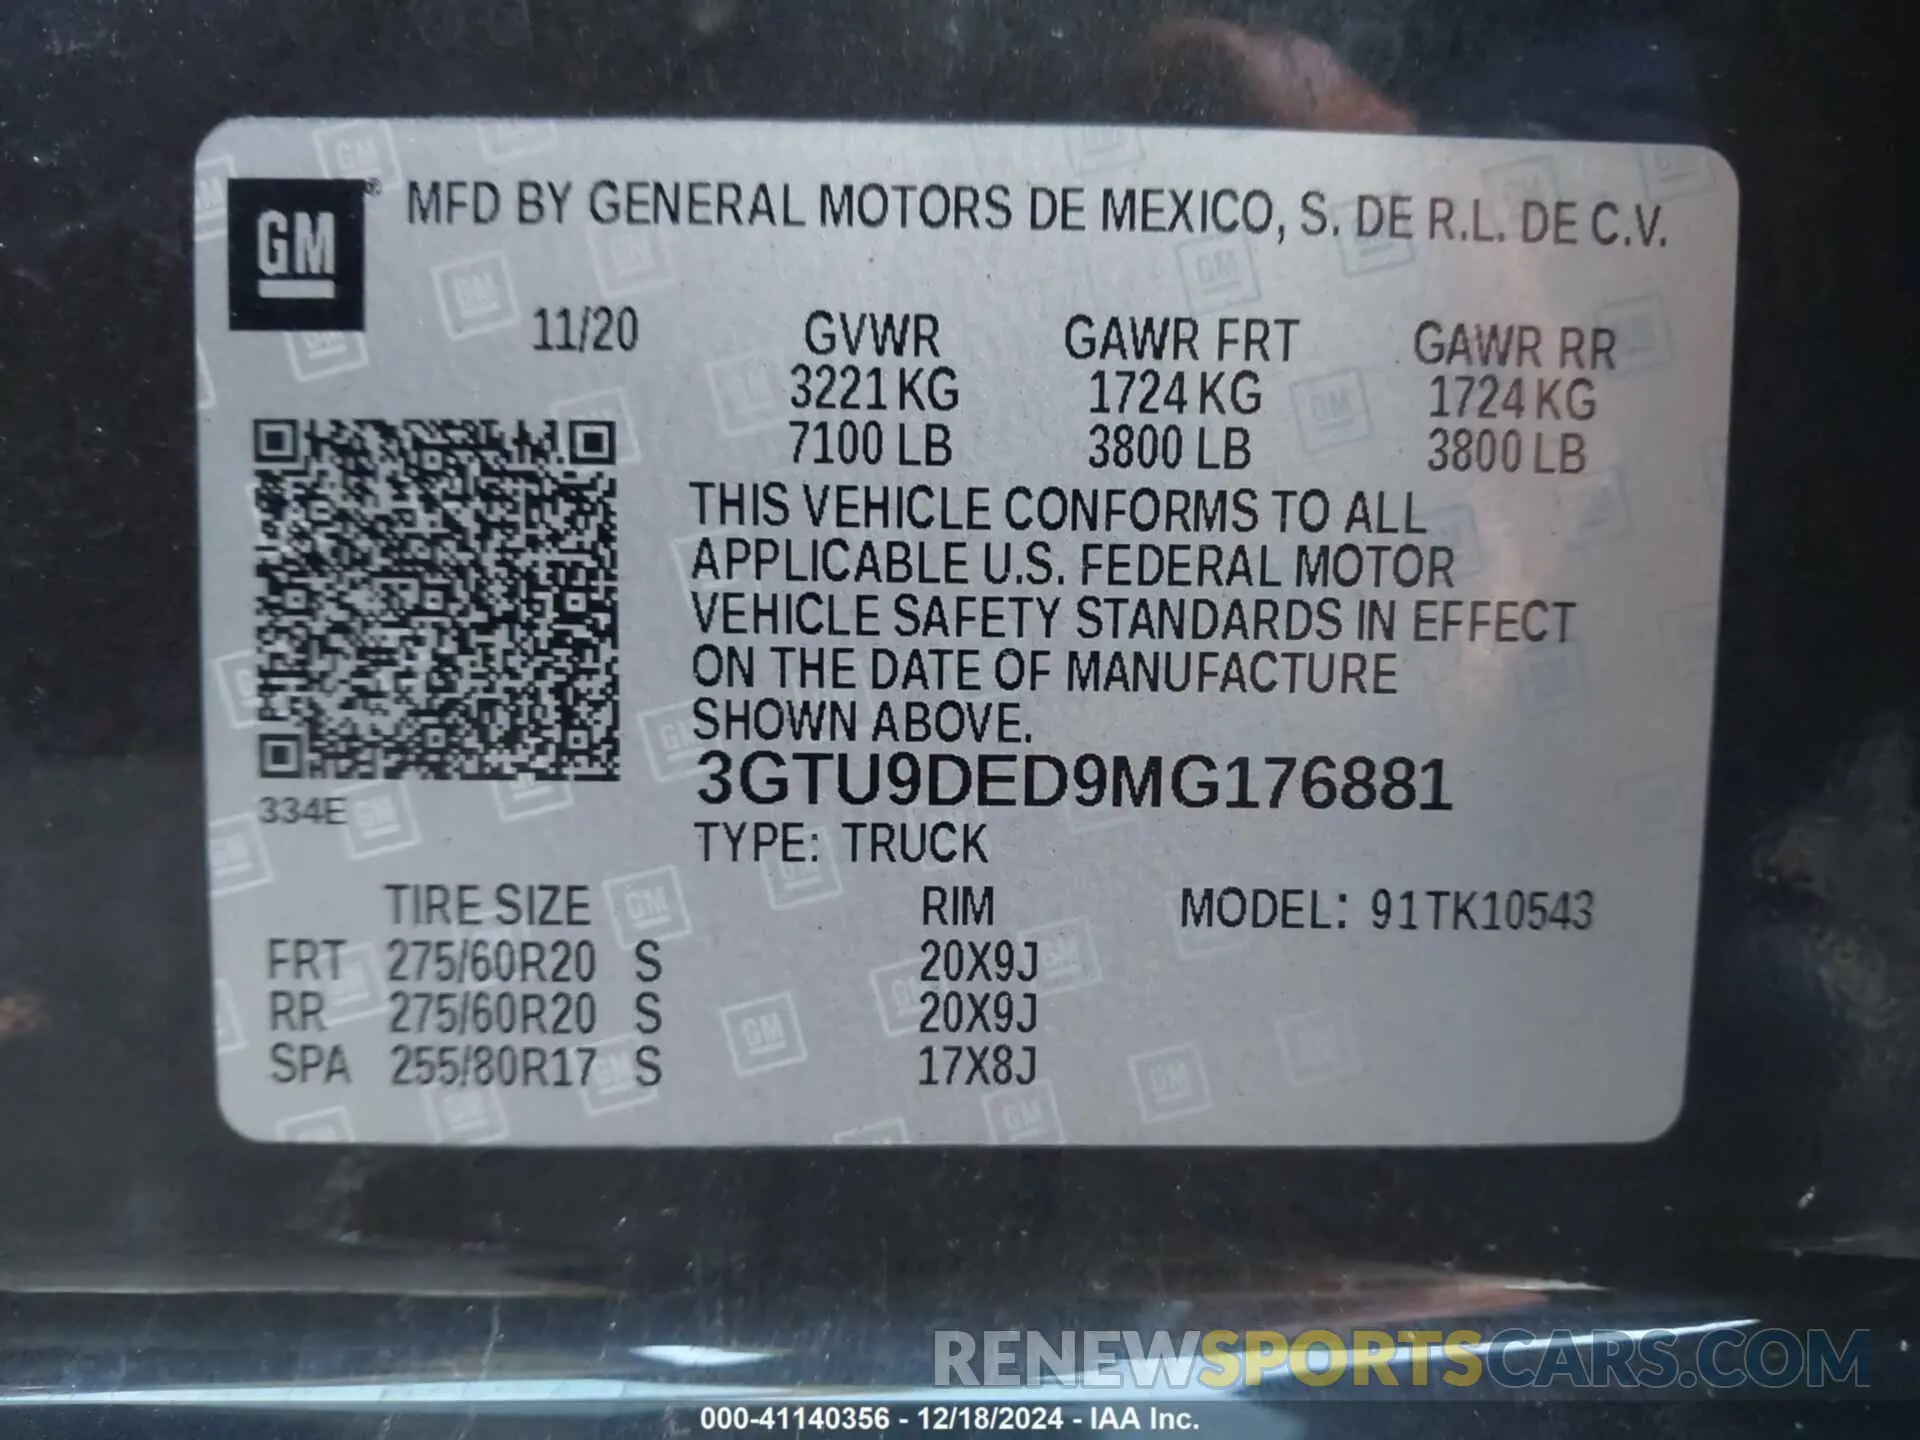 GM ® MFD BY GENERAL MOTORS DE MEXICO, S. DE R.L. DE C.V.
11/20 GVWR GAWR FRT GAWR RR
3221 KG 1724 KG 1724 KG
7100 LB 3800 LB 3800 LB
THIS VEHICLE CONFORMS TO ALL
APPLICABLE U.S. FEDERAL MOTOR
VEHICLE SAFETY STANDARDS IN EFFECT
ON THE DATE OF MANUFACTURE
SHOWN ABOVE.
3GTU9DED9MG176881
334E
TYPE: TRUCK
TIRE SIZE RIM MODEL: 91TK10543
FRT 275/60R20 S 20X9J
RR 275/60R20 S 20X9J
SPA 255/80R17 S 17X8J
RENEWSPORTSCARS.COM
000-41140356 - 12/18/2024 - IAA Inc.